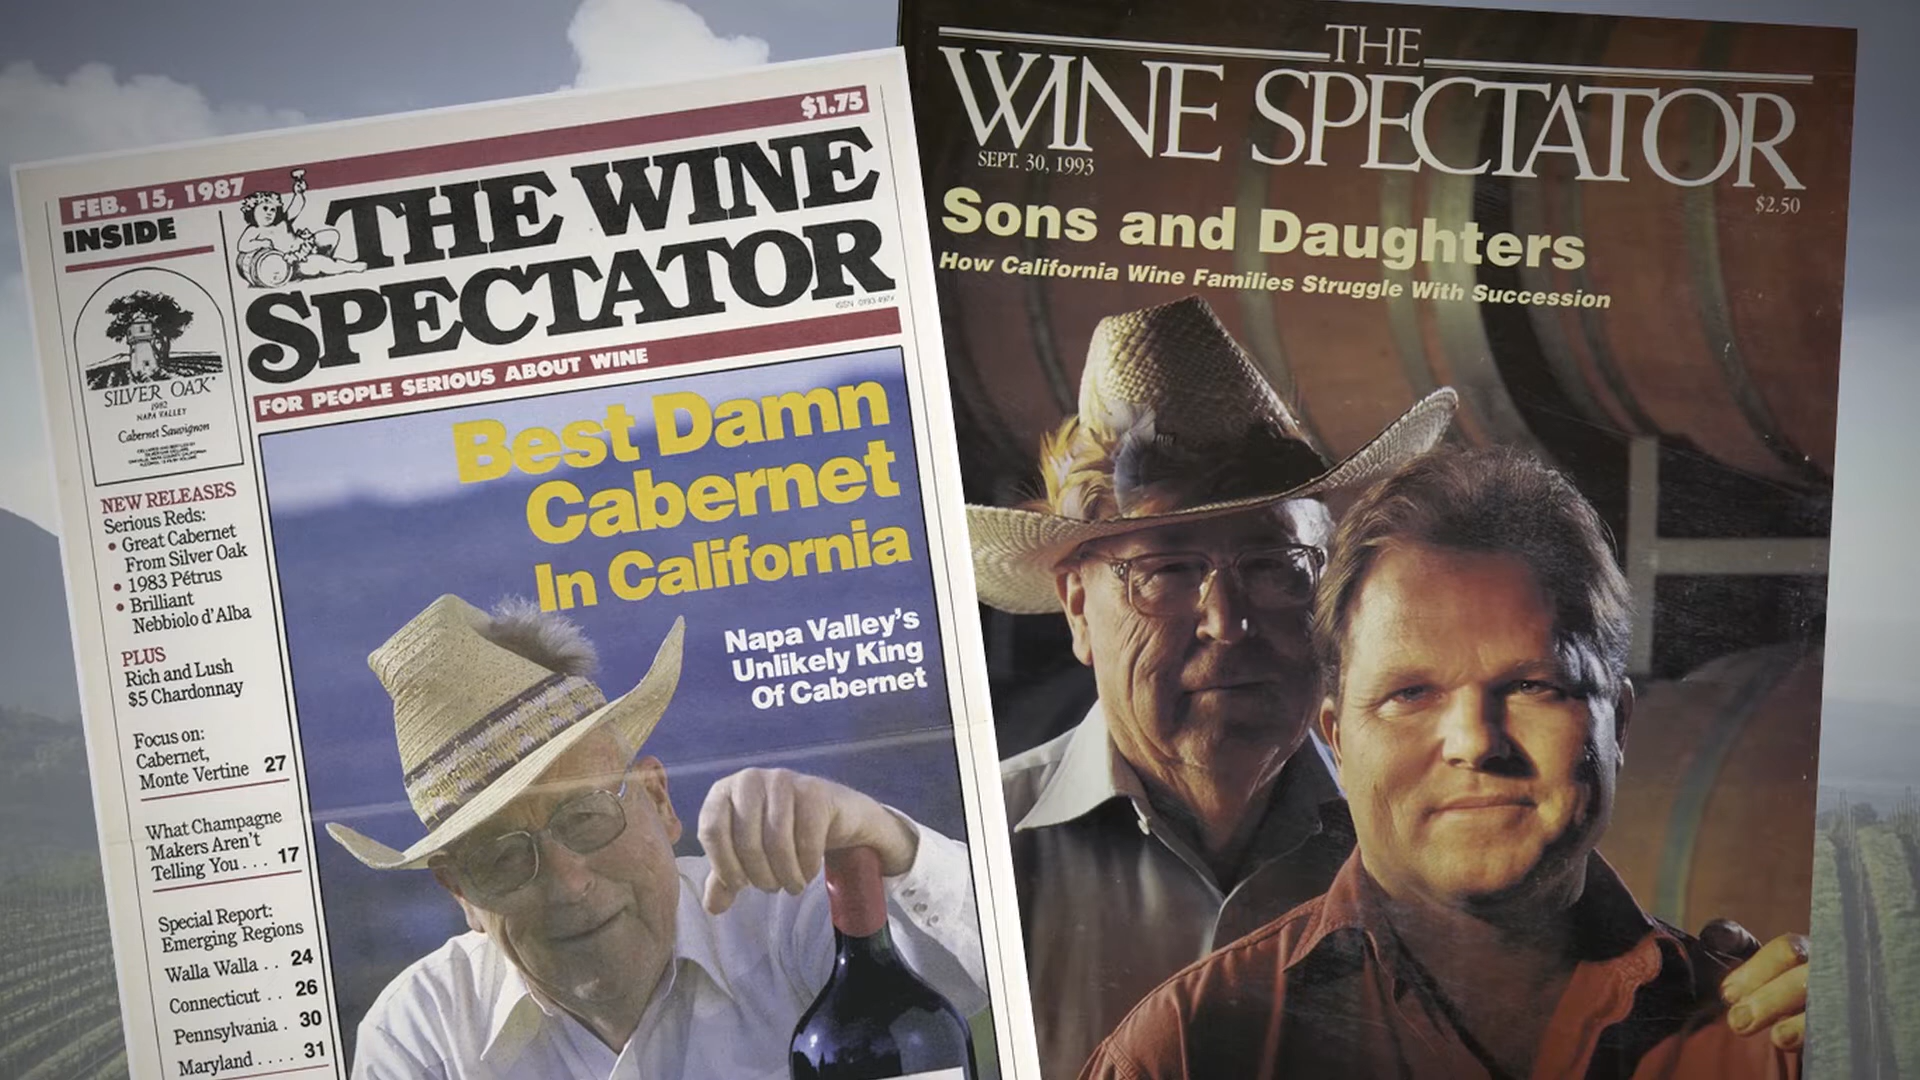 $1.75
FEB. 15, 1987
THE WINE
SPECTATOR
FOR PEOPLE SERIOUS ABOUT WINE
INSIDE
SILVER OAK
1982
NAPA VALLEY
Cabernet Sauvignon
NEW RELEASES
Serious Reds:
• Great Cabernet
From Silver Oak
• 1983 Pétrus
• Brilliant
Nebbiolo d'Alba
PLUS
Rich and Lush
$5 Chardonnay
Focus on:
Cabernet,
Monte Vertine 27
What Champagne
Makers Aren't
Telling You... 17
Special Report:
Emerging Regions
Walla Walla.. 24
Connecticut.. 26
Pennsylvania. 30
Maryland.... 31
Best Damn
Cabernet
In California
Napa Valley's
Unlikely King
Of Cabernet
THE
WINE SPECTATOR
SEPT. 30, 1993
$2.50
Sons and Daughters
How California Wine Families Struggle With Succession